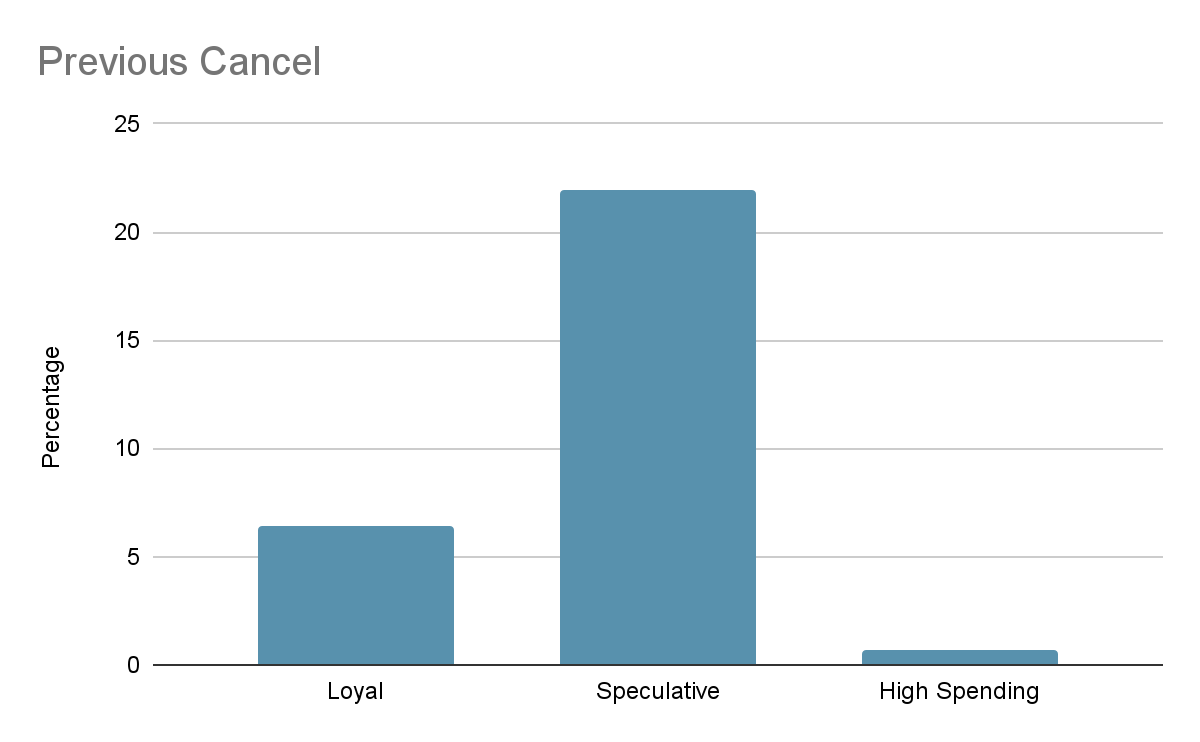 Previous Cancel
25
20
15
10
5
0
Percentage
Loyal
Speculative
High Spending